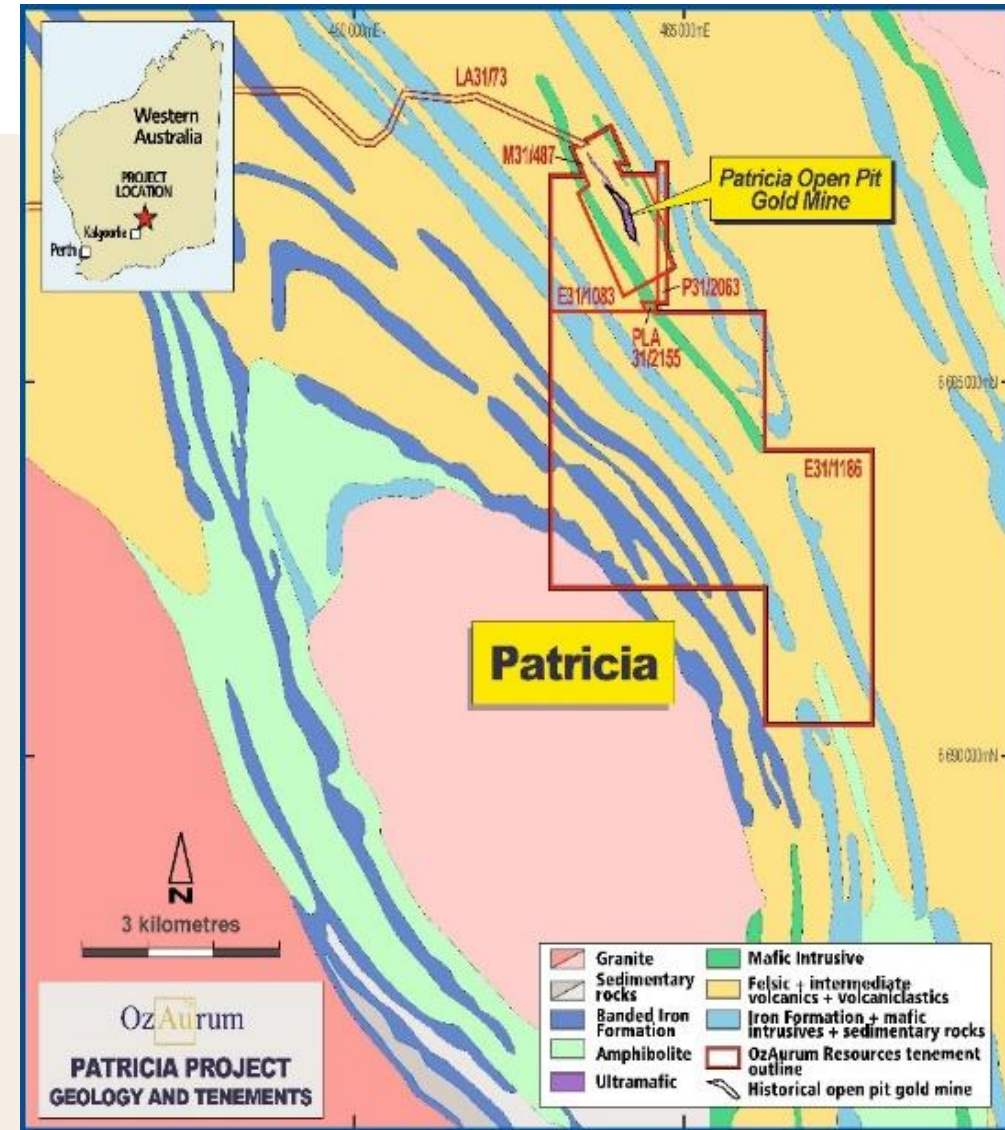 460 000mE
465 000mE
LA31/73
Western
Australia
PROJECT
LOCATION
Kalgoorlie
Perth
M31/487
Patricia Open Pit
Gold Mine
E31/1083
P31/2063
PLA
31/2155
6 695 000mN
E31/1186
Patricia
6 690 000mN
N
3 kilometres
OzAurum
PATRICIA PROJECT
GEOLOGY AND TENEMENTS
Granite
Sedimentary
rocks
Banded Iron
Formation
Amphibolite
Ultramafic
Mafic Intrusive
Felsic + intermediate
volcanics + volcaniclastics
Iron Formation + mafic
intrusives + sedimentary rocks
OzAurum Resources tenement
outline
Historical open pit gold mine